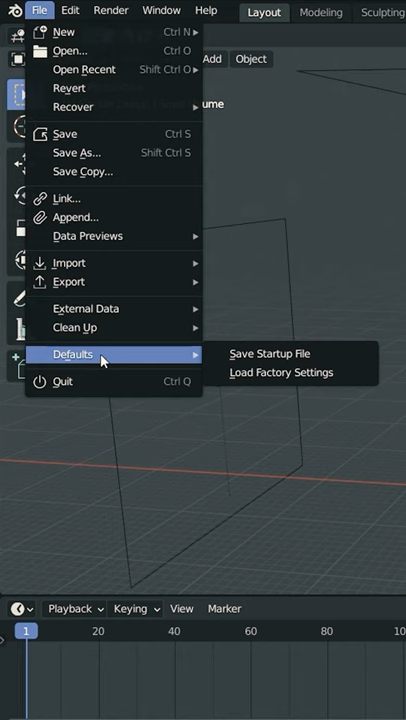 File Edit Render Window Help Layout Modeling Sculpting
New Ctrl N
Add Object
Open... Ctrl O
Open Recent Shift Ctrl O
Revert
Recover
Save Ctrl S
Save As... Shift Ctrl S
Save Copy...
Link...
Append...
Data Previews
Import
Export
External Data
Clean Up
Defaults
Save Startup File
Load Factory Settings
Quit Ctrl Q
Playback Keying View Marker
1 20 40 60 80